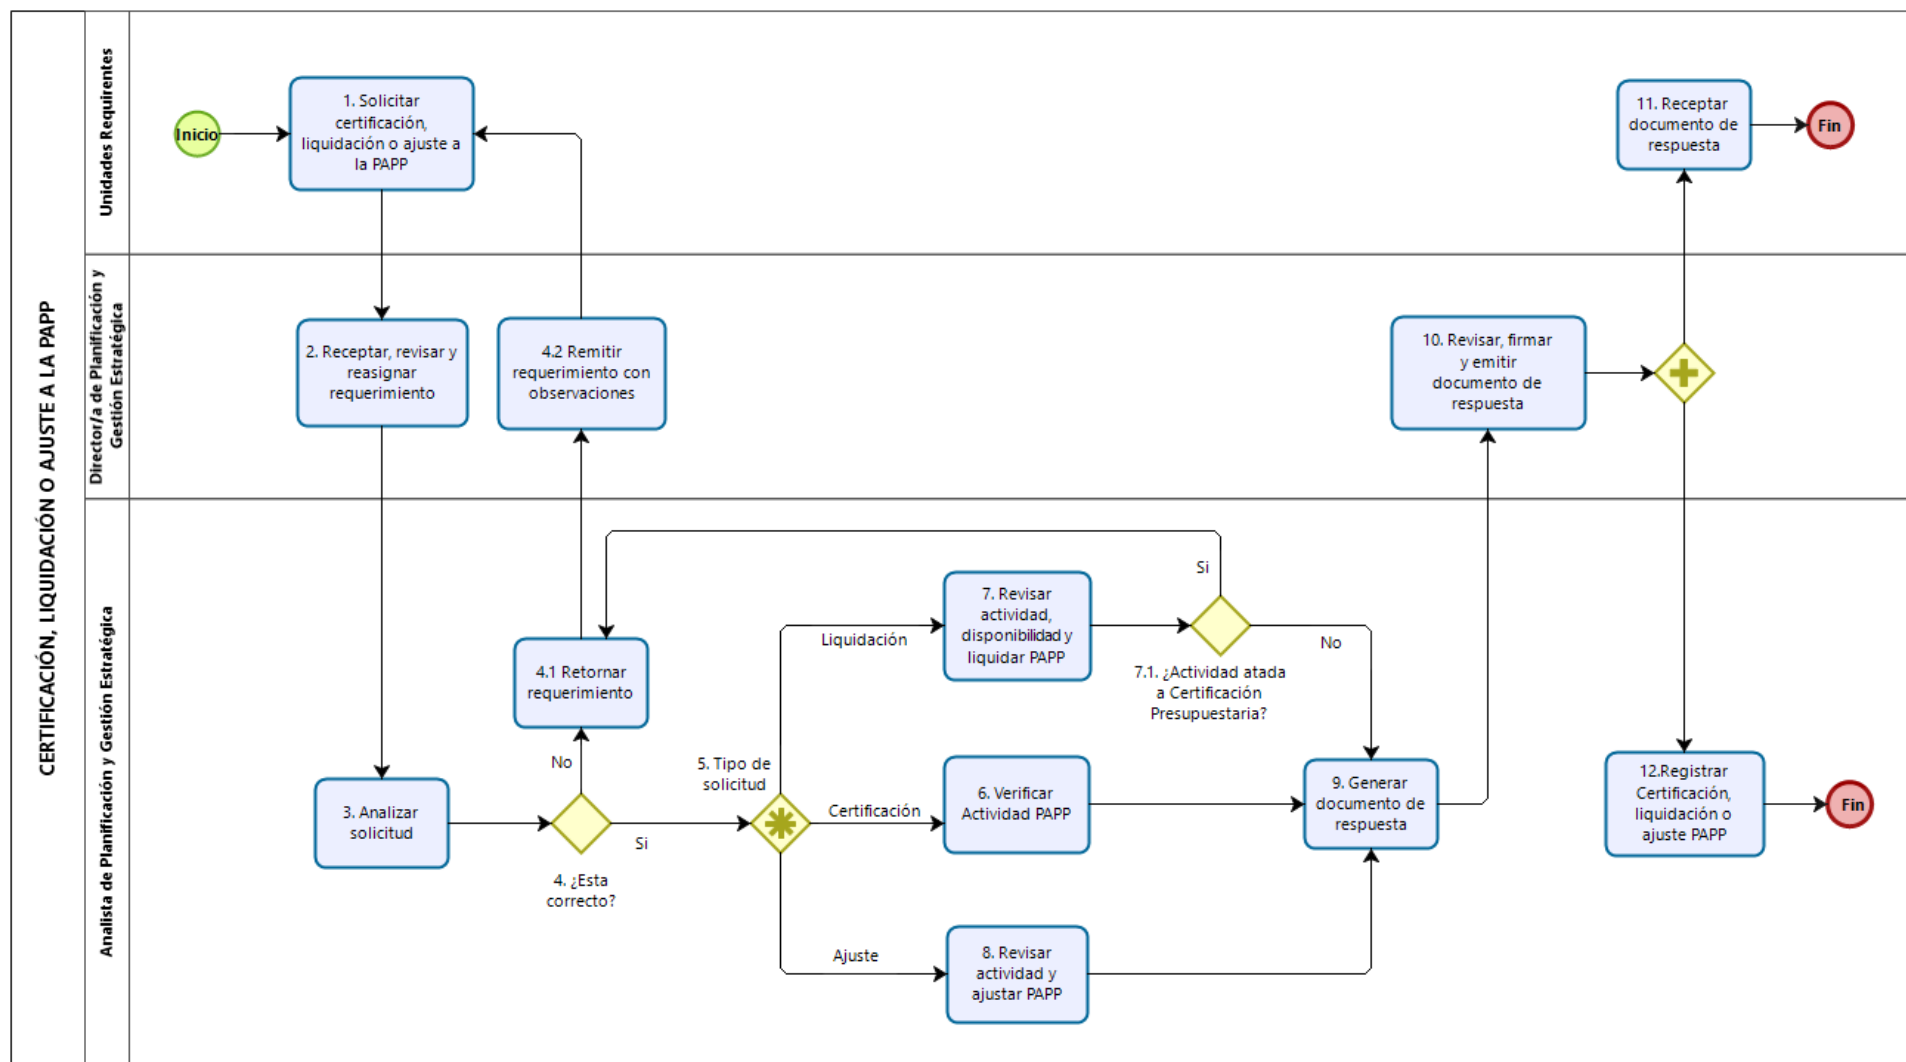 CERTIFICACIÓN, LIQUIDACIÓN O AJUSTE A LA PAPP
Unidades Requirentes
Inicio
1. Solicitar
certificación,
liquidación o ajuste a
la PAPP
11. Receptar
documento de
respuesta
Fin
Director/a de Planificación y
Gestión Estratégica
2. Receptar, revisar y
reasignar
requerimiento
4.2 Remitir
requerimiento con
observaciones
10. Revisar, firmar
y emitir
documento de
respuesta
Analista de Planificación y Gestión Estratégica
3. Analizar
solicitud
4. ¿Esta
correcto?
No
Si
4.1 Retornar
requerimiento
5. Tipo de
solicitud
Liquidación
Certificación
Ajuste
7. Revisar
actividad,
disponibilidad y
liquidar PAPP
7.1. ¿Actividad atada
a Certificación
Presupuestaria?
Si
No
6. Verificar
Actividad PAPP
8. Revisar
actividad y
ajustar PAPP
9. Generar
documento de
respuesta
12.Registrar
Certificación,
liquidación o
ajuste PAPP
Fin